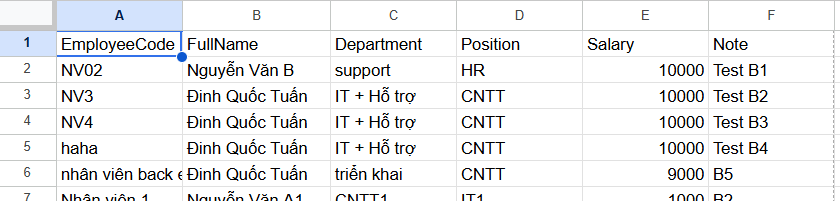 A B C D E F
1 EmployeeCode FullName Department Position Salary Note
2 NV02 Nguyễn Văn B support HR 10000 Test B1
3 NV3 Đinh Quốc Tuấn IT + Hỗ trợ CNTT 10000 Test B2
4 NV4 Đinh Quốc Tuấn IT + Hỗ trợ CNTT 10000 Test B3
5 haha Đinh Quốc Tuấn IT + Hỗ trợ CNTT 10000 Test B4
6 nhân viên back e Đinh Quốc Tuấn triển khai CNTT 9000 B5
7 Nhân viên 1 Nguyễn Văn A1 CNTT1 IT1 1000 B2